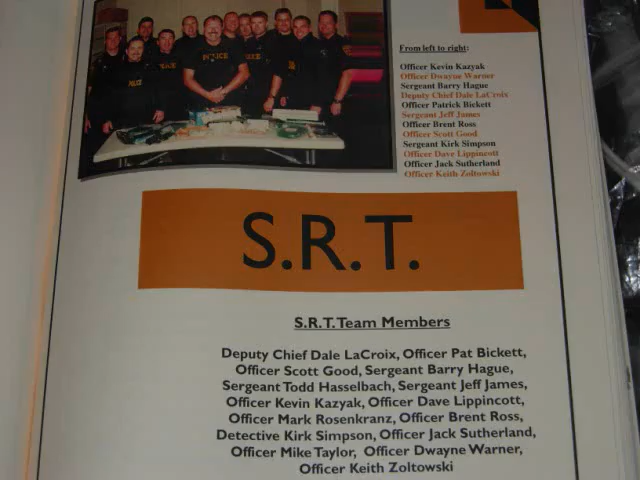 POLICE
From left to right:
Officer Kevin Kazyak
Officer Dwayne Warner
Sergeant Barry Hague
Deputy Chief Dale LaCroix
Officer Patrick Bickett
Sergeant Jeff James
Officer Brent Ross
Officer Scott Good
Sergeant Kirk Simpson
Officer Dave Lippincott
Officer Jack Sutherland
Officer Keith Zoltowski
S.R.T.
S.R.T. Team Members
Deputy Chief Dale LaCroix, Officer Pat Bickett,
Officer Scott Good, Sergeant Barry Hague,
Sergeant Todd Hasselbach, Sergeant Jeff James,
Officer Kevin Kazyak, Officer Dave Lippincott,
Officer Mark Rosenkranz, Officer Brent Ross,
Detective Kirk Simpson, Officer Jack Sutherland,
Officer Mike Taylor, Officer Dwayne Warner,
Officer Keith Zoltowski